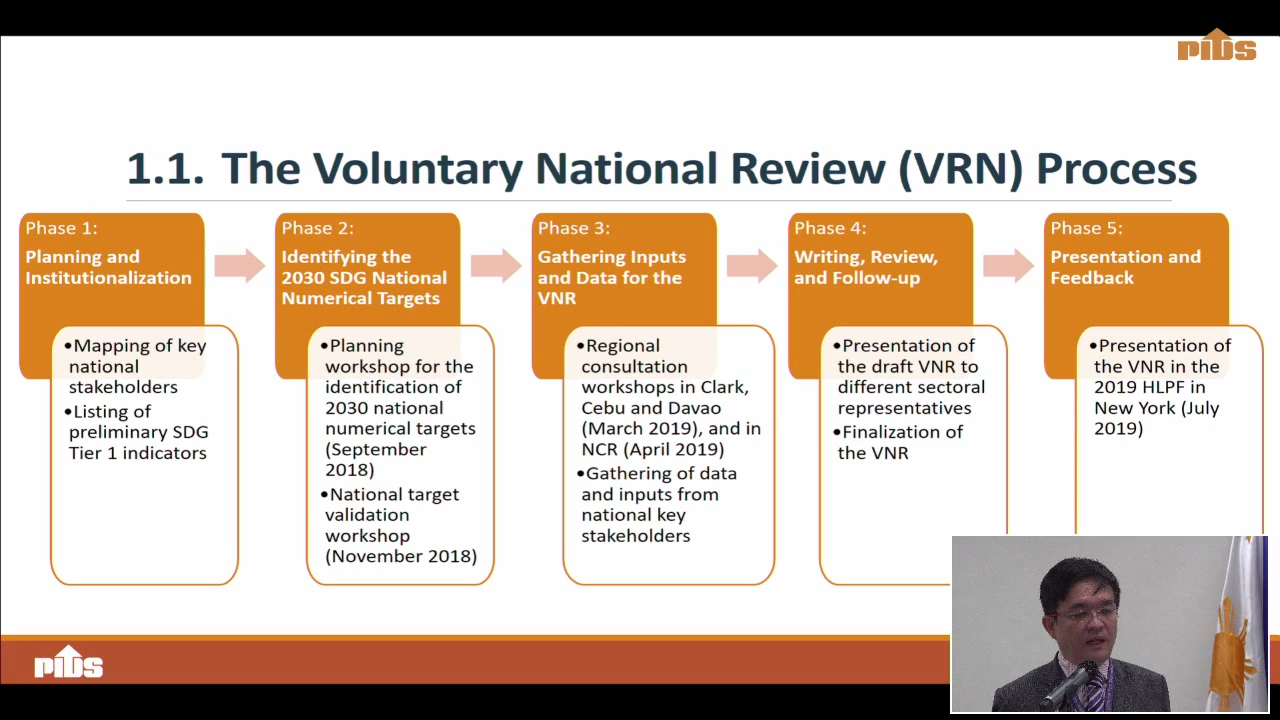 PIDS
1.1. The Voluntary National Review (VRN) Process
Phase 1:
Planning and
Institutionalization
•Mapping of key
national
stakeholders
•Listing of
preliminary SDG
Tier 1 indicators
Phase 2:
Identifying the
2030 SDG National
Numerical Targets
•Planning
workshop for the
identification of
2030 national
numerical targets
(September
2018)
•National target
validation
workshop
(November 2018)
Phase 3:
Gathering Inputs
and Data for the
VNR
•Regional
consultation
workshops in Clark,
Cebu and Davao
(March 2019), and in
NCR (April 2019)
•Gathering of data
and inputs from
national key
stakeholders
Phase 4:
Writing, Review,
and Follow-up
•Presentation of
the draft VNR to
different sectoral
representatives
•Finalization of
the VNR
Phase 5:
Presentation and
Feedback
•Presentation of
the VNR in the
2019 HLPF in
New York (July
2019)
PIDS